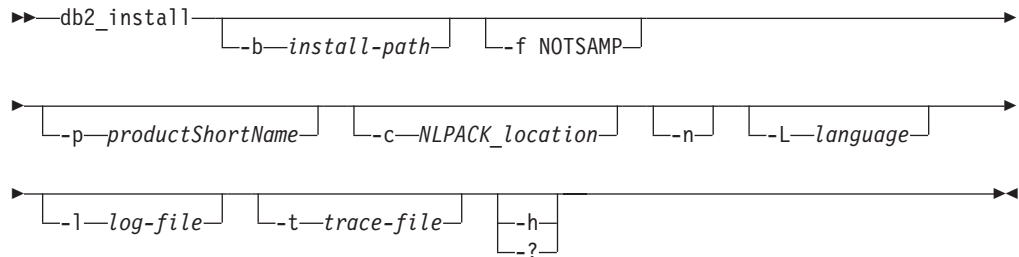 db2_install
-b install-path
-f NOTSAMP
-p productShortName
-c NLPACK_location
-n
-L language
-l log-file
-t trace-file
-h
-?